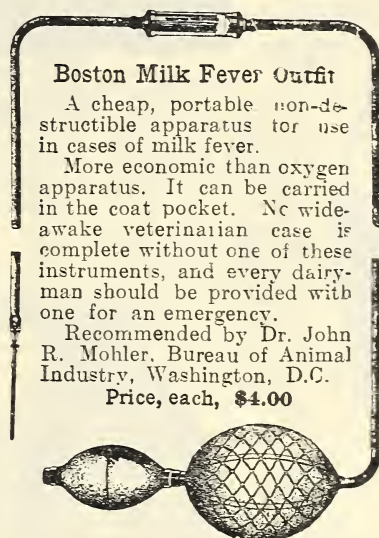 Boston Milk Fever Outfit
A cheap, portable non-de-
structible apparatus for use
in cases of milk fever.
More economic than oxygen
apparatus. It can be carried
in the coat pocket. No wide-
awake veterinarian case is
complete without one of these
instruments, and every dairy-
man should be provided with
one for an emergency.
Recommended by Dr. John
R. Mohler, Bureau of Animal
Industry, Washington, D.C.
Price, each, $4.00